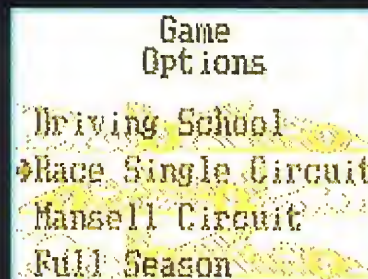 Game
Options
Driving School
Race Single Circuit
Mansell Circuit
Full Season